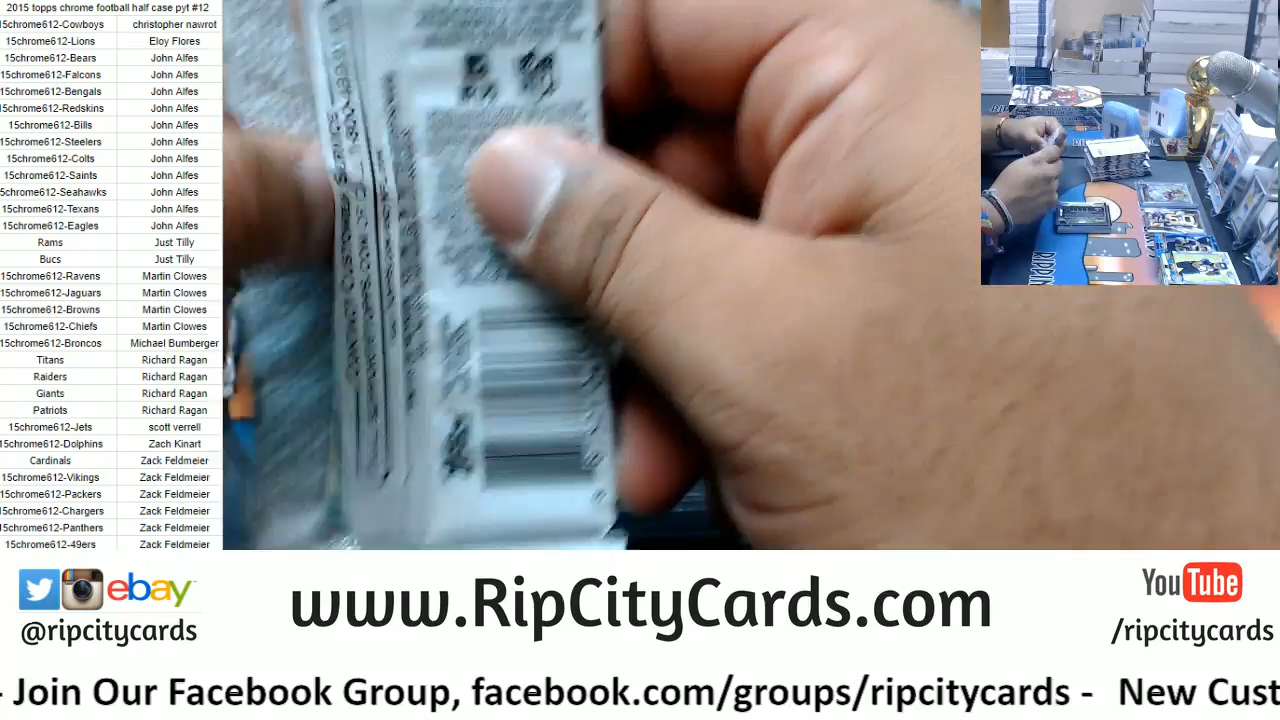 2015 topps chrome football half case pyt #12
15chrome612-Cowboys christopher nawrot
15chrome612-Lions Eloy Flores
15chrome612-Bears John Alfes
15chrome612-Falcons John Alfes
15chrome612-Bengals John Alfes
15chrome612-Redskins John Alfes
15chrome612-Bills John Alfes
15chrome612-Steelers John Alfes
15chrome612-Colts John Alfes
15chrome612-Saints John Alfes
15chrome612-Seahawks John Alfes
15chrome612-Texans John Alfes
15chrome612-Eagles John Alfes
Rams Just Tilly
Bucs Just Tilly
15chrome612-Ravens Martin Clowes
15chrome612-Jaguars Martin Clowes
15chrome612-Browns Martin Clowes
15chrome612-Chiefs Martin Clowes
15chrome612-Broncos Michael Bumberger
Titans Richard Ragan
Raiders Richard Ragan
Giants Richard Ragan
Patriots Richard Ragan
15chrome612-Jets scott verrell
15chrome612-Dolphins Zach Kinart
Cardinals Zack Feldmeier
15chrome612-Vikings Zack Feldmeier
15chrome612-Packers Zack Feldmeier
15chrome612-Chargers Zack Feldmeier
15chrome612-Panthers Zack Feldmeier
15chrome612-49ers Zack Feldmeier
ebay
@ripcitycards
www.RipCityCards.com
YouTube
/ripcitycards
- Join Our Facebook Group, facebook.com/groups/ripcitycards - New Cust